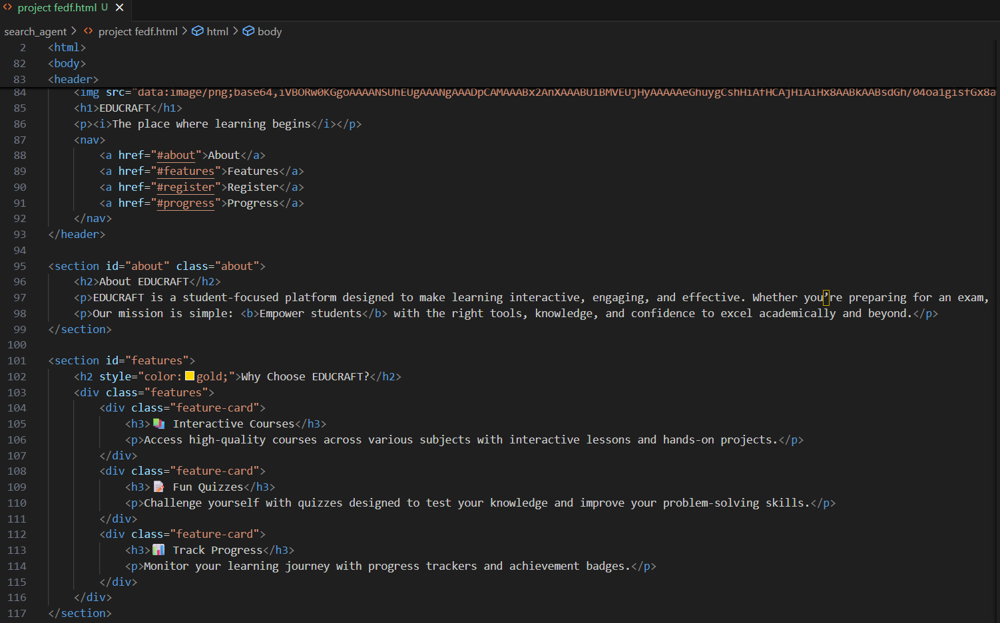 project fedf.html U ×
search_agent > project fedf.html > html > body
2 <html>
82 <body>
83 <header>
84 <img src="data:image/png;base64,iVBORw0KGgoAAAANSUhEUgAAANgAAADpCAMAAABx2AnXAAABU1BMVEUjHyAAAAAeGhuygCshHiAfHCAjHiAiHx8AABkAABsdGh/04oa1gisfGx8a
85 <h1>EDUCRAFT</h1>
86 <p><i>The place where learning begins</i></p>
87 <nav>
88 <a href="#about">About</a>
89 <a href="#features">Features</a>
90 <a href="#register">Register</a>
91 <a href="#progress">Progress</a>
92 </nav>
93 </header>
94
95 <section id="about" class="about">
96 <h2>About EDUCRAFT</h2>
97 <p>EDUCRAFT is a student-focused platform designed to make learning interactive, engaging, and effective. Whether you’re preparing for an exam,
98 <p>Our mission is simple: <b>Empower students</b> with the right tools, knowledge, and confidence to excel academically and beyond.</p>
99 </section>
100
101 <section id="features">
102 <h2 style="color:gold;">Why Choose EDUCRAFT?</h2>
103 <div class="features">
104 <div class="feature-card">
105 <h3>📚 Interactive Courses</h3>
106 <p>Access high-quality courses across various subjects with interactive lessons and hands-on projects.</p>
107 </div>
108 <div class="feature-card">
109 <h3>📝 Fun Quizzes</h3>
110 <p>Challenge yourself with quizzes designed to test your knowledge and improve your problem-solving skills.</p>
111 </div>
112 <div class="feature-card">
113 <h3>📊 Track Progress</h3>
114 <p>Monitor your learning journey with progress trackers and achievement badges.</p>
115 </div>
116 </div>
117 </section>